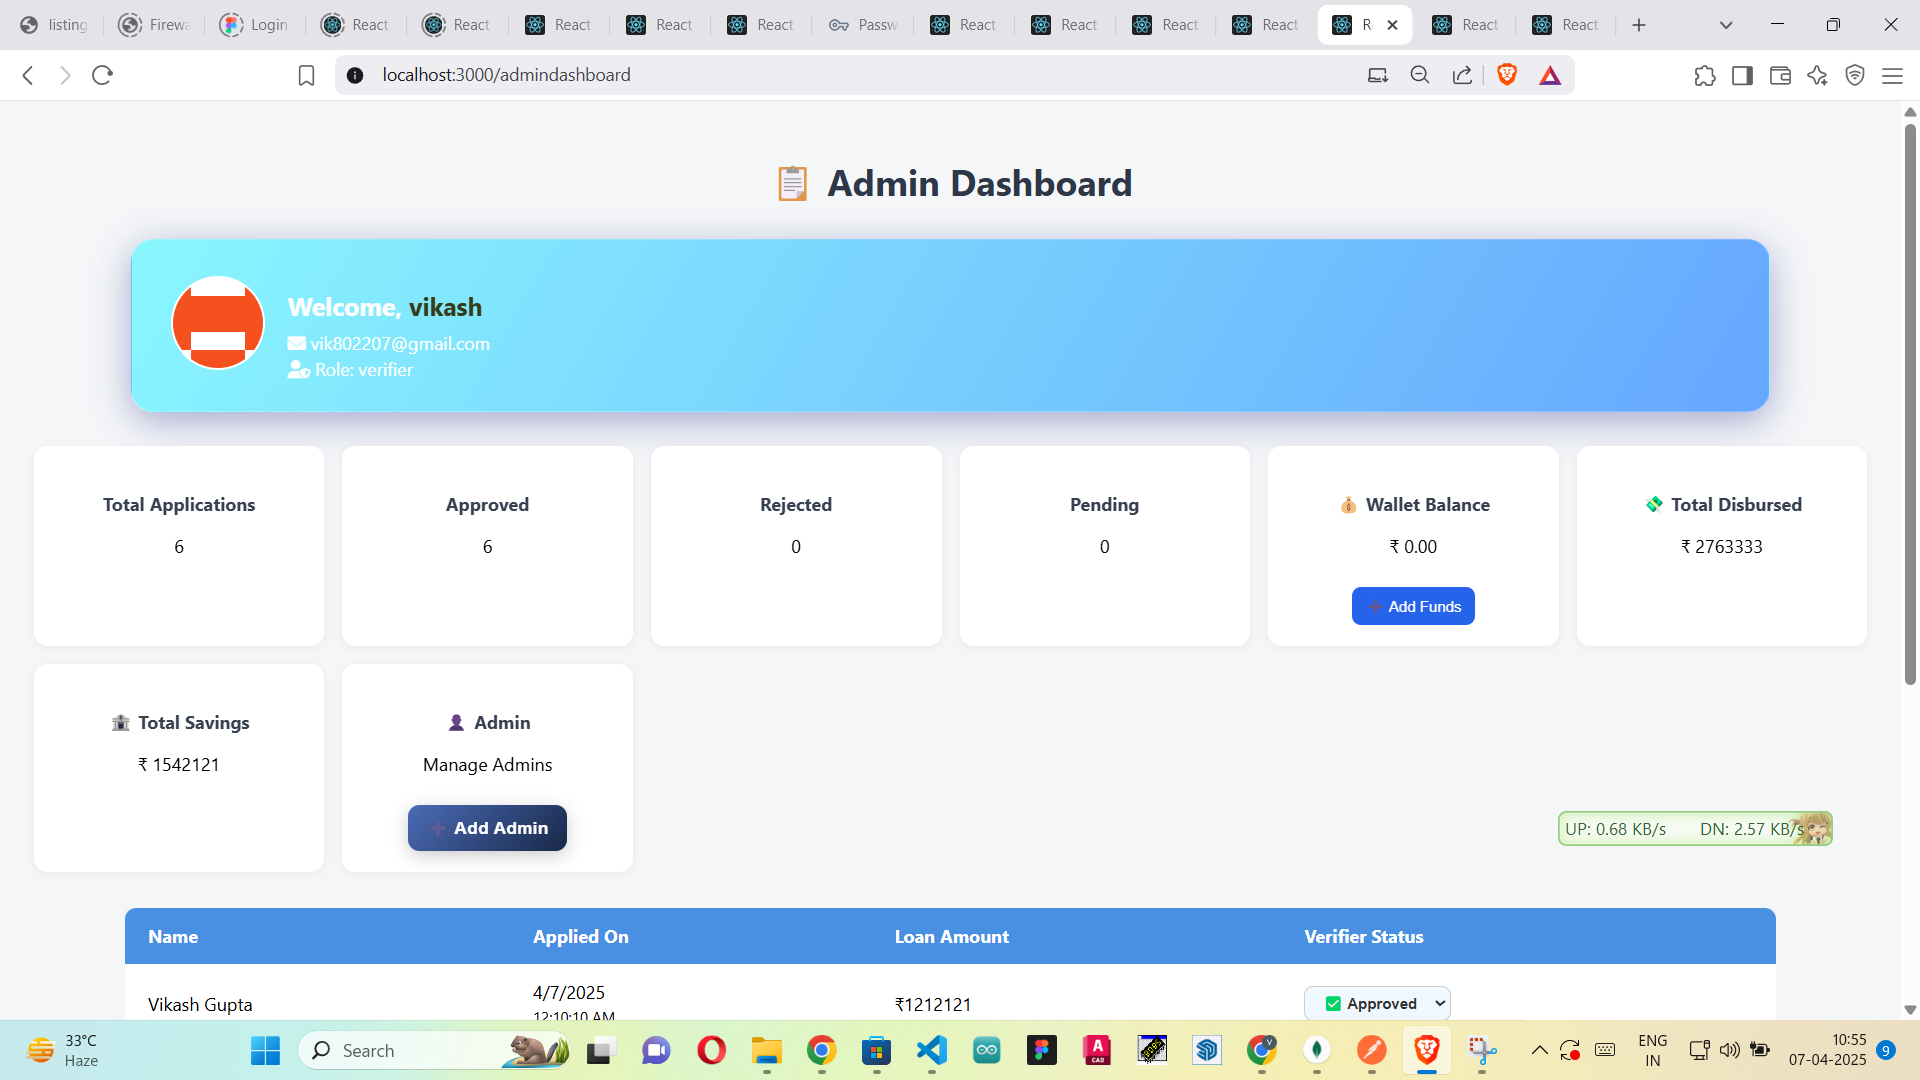 listing
Firewa
Login
React
React
React
React
React
Passw
React
React
React
React
R
React
React
localhost:3000/admindashboard
Admin Dashboard
Welcome, vikash
vik802207@gmail.com
Role: verifier
Total Applications
6
Approved
6
Rejected
0
Pending
0
Wallet Balance
₹ 0.00
Add Funds
Total Disbursed
₹ 2763333
Total Savings
₹ 1542121
Admin
Manage Admins
Add Admin
UP: 0.68 KB/s DN: 2.57 KB/s
Name Applied On Loan Amount Verifier Status
Vikash Gupta
4/7/2025
12:10:10 AM
₹1212121
Approved
33°C
Haze
Search
A
CAD
V
ENG
IN
10:55
07-04-2025
9